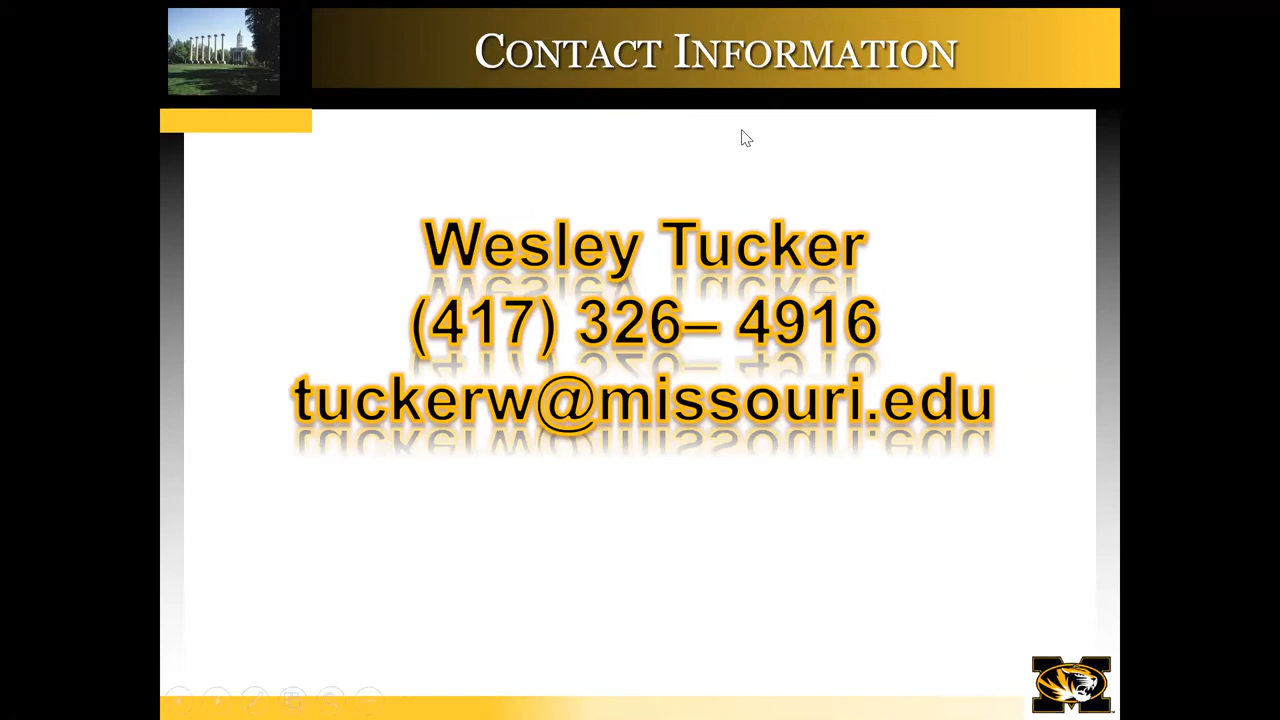 CONTACT INFORMATION
Wesley Tucker
(417) 326– 4916
tuckerw@missouri.edu